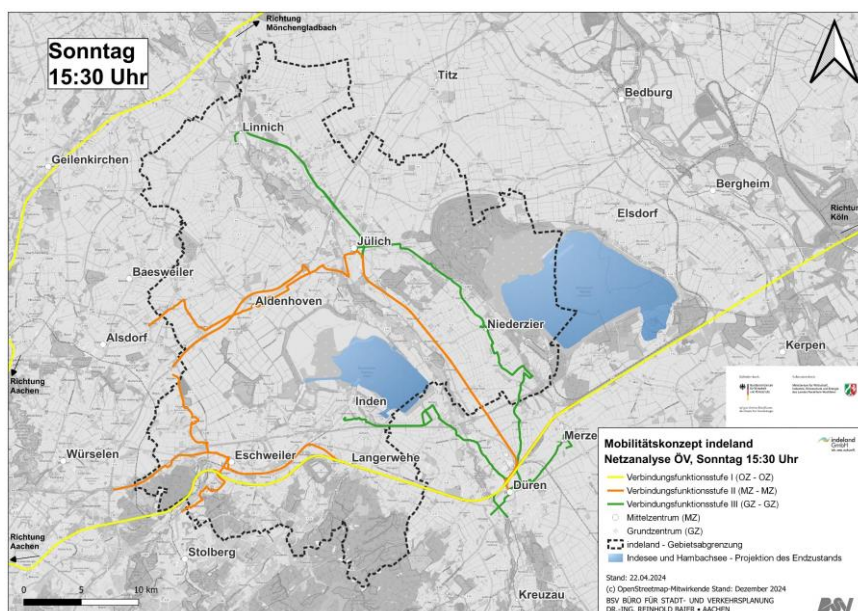 Richtung
Mönchengladbach
Sonntag
15:30 Uhr
Titz
Bedburg
Linnich
Geilenkirchen
Bergheim
Elsdorf
Richtung
Köln
Jülich
Baesweiler
Aldenhoven
Niederzier
Alsdorf
Kerpen
Richtung
Aachen
Inden
Merze
Würselen
Eschweiler
Langerwehe
Düren
Richtung
Aachen
Stolberg
Kreuzau
0 5 10 km
indeland
GmbH
Mobilitätskonzept indeland
Netzanalyse ÖV, Sonntag 15:30 Uhr
Verbindungsfunktionsstufe I (OZ - OZ)
Verbindungsfunktionsstufe II (MZ - MZ)
Verbindungsfunktionsstufe III (GZ - GZ)
Mittelzentrum (MZ)
Grundzentrum (GZ)
indeland - Gebietsabgrenzung
Indesee und Hambachsee - Projektion des Endzustands
Stand: 22.04.2024
(c) OpenStreetmap-Mitwirkende Stand: Dezember 2024
BSV BÜRO FÜR STADT- UND VERKEHRSPLANUNG
DR.-ING. REINHOLD BAIER • AACHEN
BSV